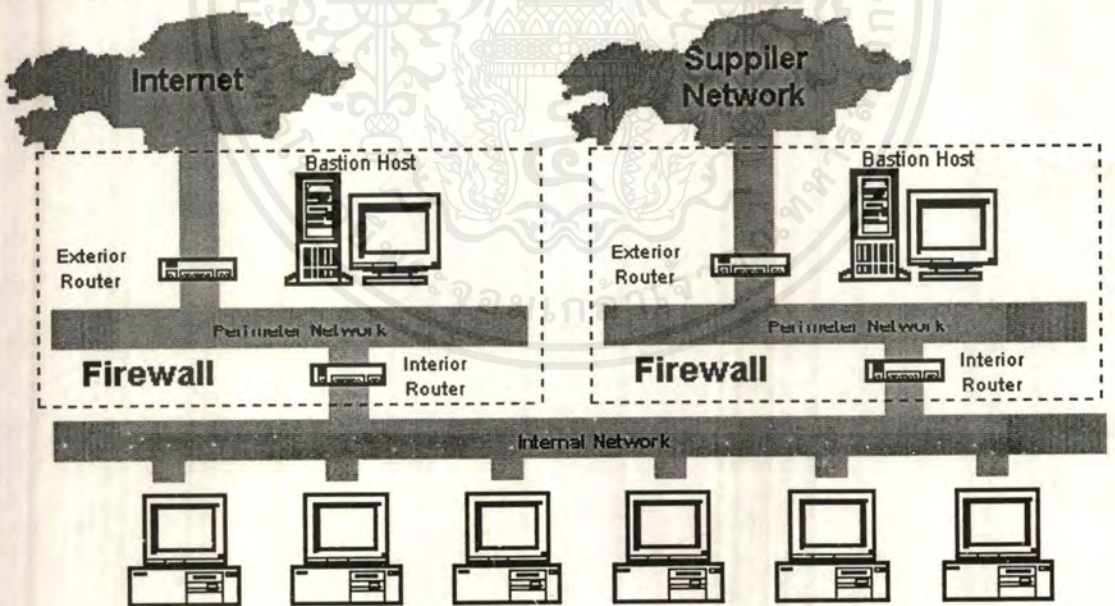 Internet
Suppiler
Network
Bastion Host
Bastion Host
Exterior
Router
Exterior
Router
Perimeter Network
Perimeter Network
Firewall
Interior
Router
Firewall
Interior
Router
Internal Network